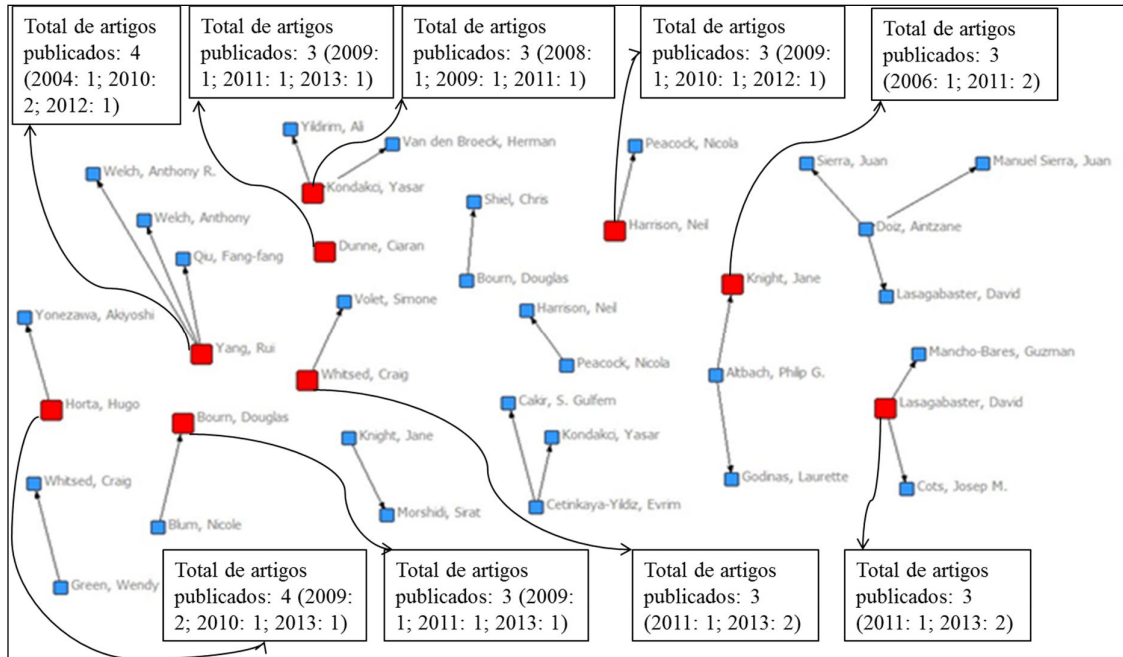 Total de artigos
publicados: 4
(2004: 1; 2010:
2; 2012: 1)
Total de artigos
publicados: 3 (2009:
1; 2011: 1; 2013: 1)
Total de artigos
publicados: 3 (2008:
1; 2009: 1; 2011: 1)
Total de artigos
publicados: 3 (2009:
1; 2010: 1; 2012: 1)
Total de artigos
publicados: 3
(2006: 1; 2011: 2)
Yildirim, Ali
Van den Broeck, Herman
Peacock, Nicola
Sierra, Juan
Manuel Sierra, Juan
Welch, Anthony R.
Kondakci, Yasar
Shiel, Chris
Welch, Anthony
Harrison, Neil
Doiz, Aintzane
Dunne, Ciaran
Qiu, Fang-fang
Bourn, Douglas
Knight, Jane
Lasagabaster, David
Volet, Simone
Harrison, Neil
Yonezawa, Akiyoshi
Yang, Rui
Mancho-Bares, Guzman
Peacock, Nicola
Whitsed, Craig
Altbach, Philp G.
Cakir, S. Gulfem
Lasagabaster, David
Horta, Hugo
Bourn, Douglas
Knight, Jane
Kondakci, Yasar
Godinas, Laurette
Whitsed, Craig
Cots, Josep M.
Cetinkaya-Yildiz, Evrim
Morshidi, Sirat
Blum, Nicole
Green, Wendy
Total de artigos
publicados: 4 (2009:
2; 2010: 1; 2013: 1)
Total de artigos
publicados: 3 (2009:
1; 2011: 1; 2013: 1)
Total de artigos
publicados: 3
(2011: 1; 2013: 2)
Total de artigos
publicados: 3
(2011: 1; 2013: 2)